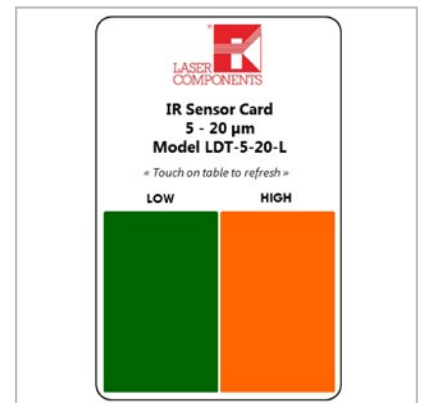 LASER
COMPONENTS
IR Sensor Card
5 - 20 µm
Model LDT-5-20-L
« Touch on table to refresh »
LOW HIGH